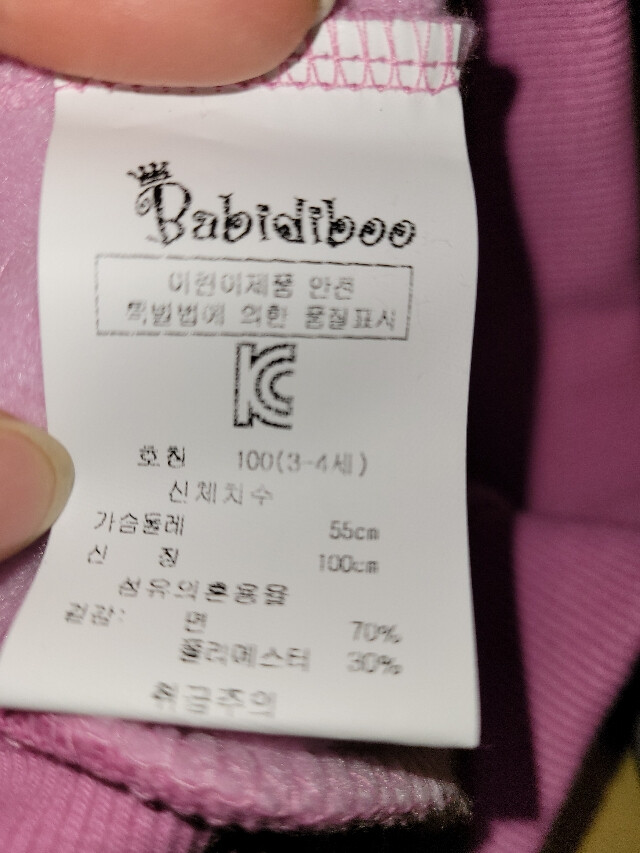 Babidiboo
어린이제품 안전
특별법에 의한 품질표시
KC
호칭 100(3-4세)
신체치수
가슴둘레 55cm
신 장 100cm
섬유의혼용율
겉감: 면 70%
폴리에스터 30%
취급주의